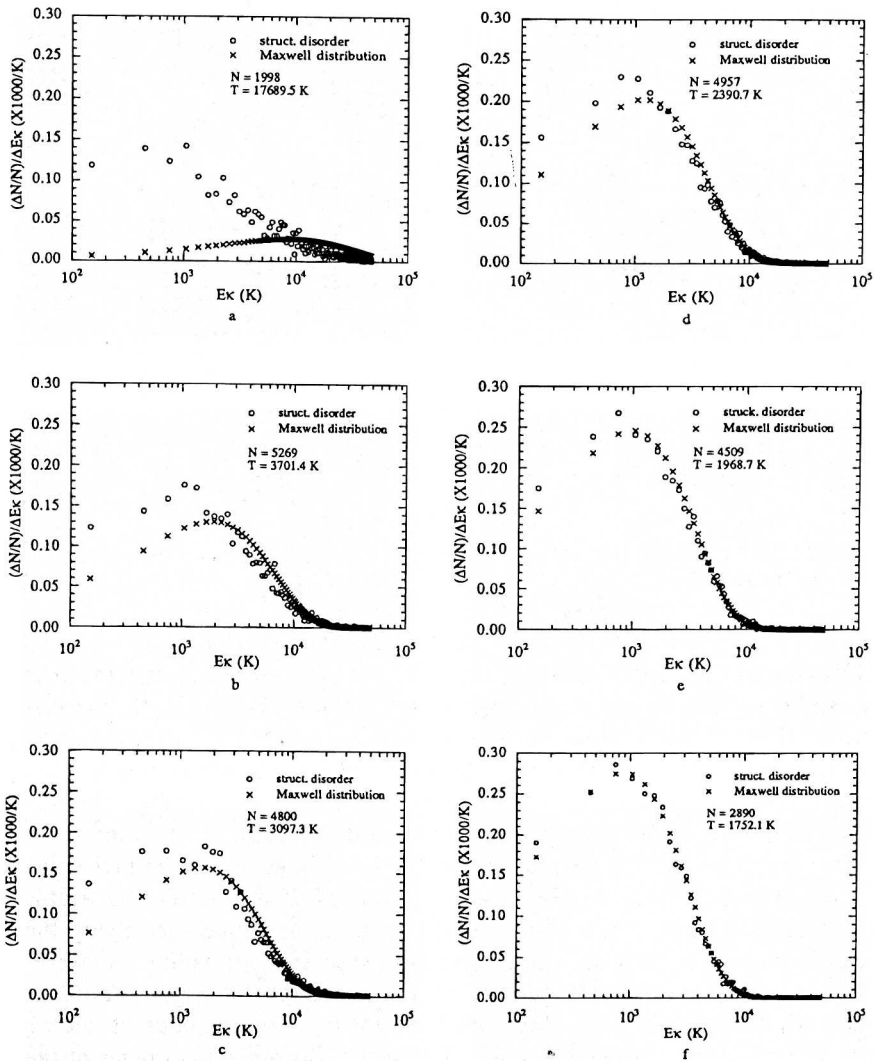 0.30
0.25
0.20
0.15
0.10
0.05
0.00
(ΔN/N)/ΔEκ (X1000/K)
o struct. disorder
× Maxwell distribution
N = 1998
T = 17689.5 K
10² 10³ 10⁴ 10⁵
Eκ (K)
a
0.30
0.25
0.20
0.15
0.10
0.05
0.00
(ΔN/N)/ΔEκ (X1000/K)
o struct. disorder
× Maxwell distribution
N = 4957
T = 2390.7 K
10² 10³ 10⁴ 10⁵
Eκ (K)
d
0.30
0.25
0.20
0.15
0.10
0.05
0.00
(ΔN/N)/ΔEκ (X1000/K)
o struct. disorder
× Maxwell distribution
N = 5269
T = 3701.4 K
10² 10³ 10⁴ 10⁵
Eκ (K)
b
0.30
0.25
0.20
0.15
0.10
0.05
0.00
(ΔN/N)/ΔEκ (X1000/K)
o struck. disorder
× Maxwell distribution
N = 4509
T = 1968.7 K
10² 10³ 10⁴ 10⁵
Eκ (K)
e
0.30
0.25
0.20
0.15
0.10
0.05
0.00
(ΔN/N)/ΔEκ (X1000/K)
o struct. disorder
× Maxwell distribution
N = 4800
T = 3097.3 K
10² 10³ 10⁴ 10⁵
Eκ (K)
c
0.30
0.25
0.20
0.15
0.10
0.05
0.00
(ΔN/N)/ΔEκ (X1000/K)
o struct. disorder
× Maxwell distribution
N = 2890
T = 1752.1 K
10² 10³ 10⁴ 10⁵
Eκ (K)
f